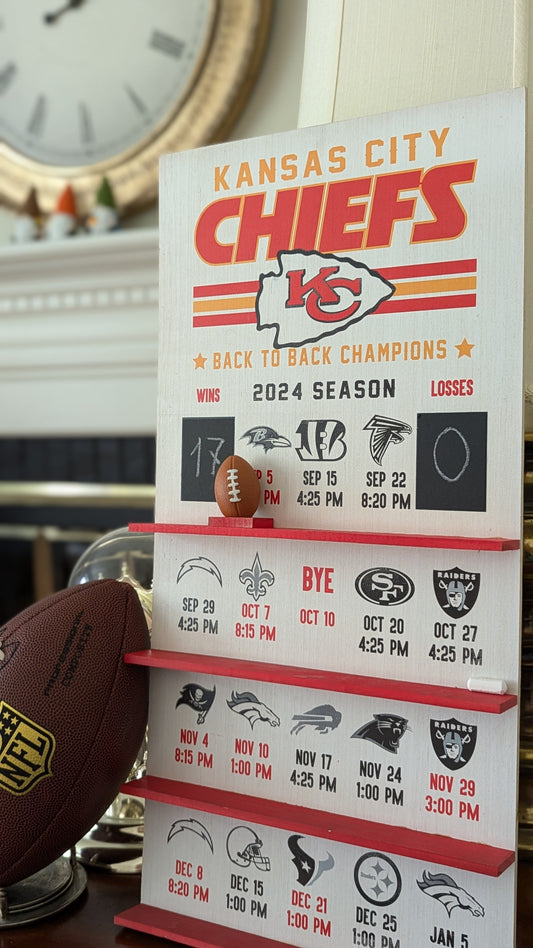 KANSAS CITY
CHIEFS
KC
★ BACK TO BACK CHAMPIONS ★
WINS 2024 SEASON LOSSES
17 0
5 SEP 15 SEP 22
PM 4:25 PM 8:20 PM
BYE SF RAIDERS
SEP 29 OCT 7 OCT 10 OCT 20 OCT 27
4:25 PM 8:15 PM 4:25 PM 4:25 PM
RAIDERS
NOV 4 NOV 10 NOV 17 NOV 24 NOV 29
8:15 PM 1:00 PM 4:25 PM 1:00 PM 3:00 PM
Steelers
DEC 8 DEC 15 DEC 21 DEC 25 JAN 5
8:20 PM 1:00 PM 1:00 PM 1:00 PM
NFL